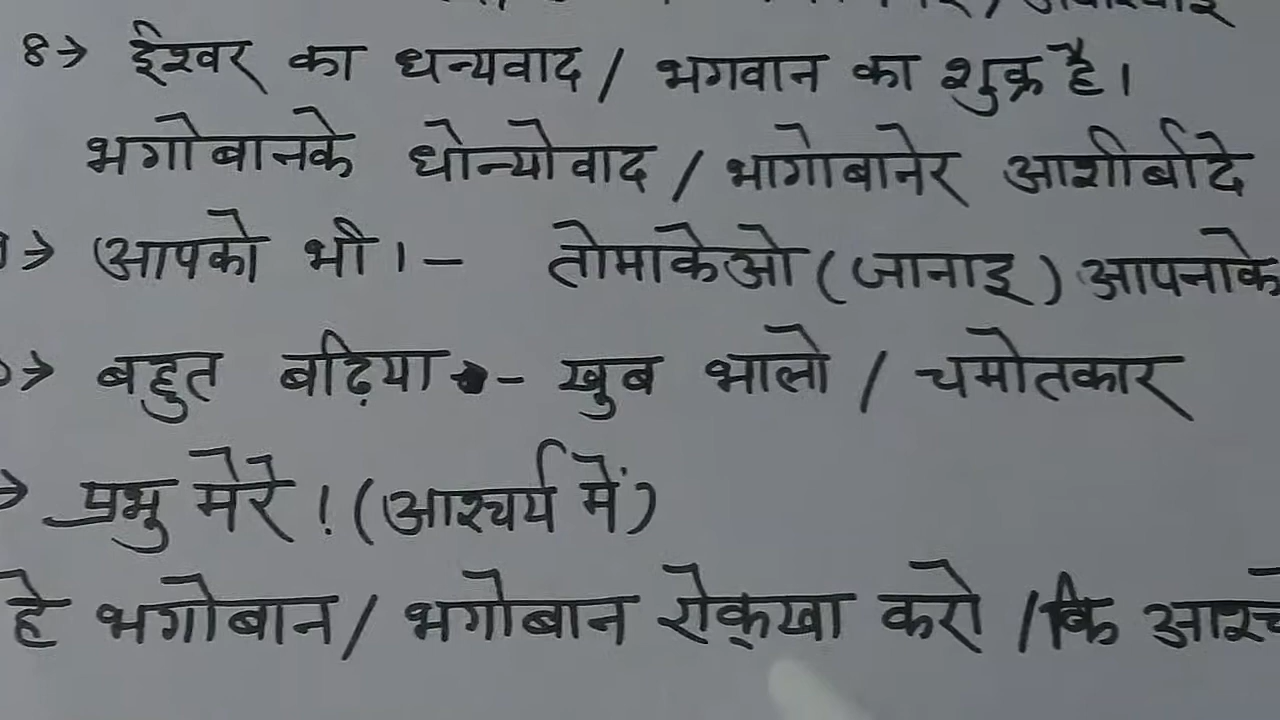 8→ ईश्वर का धन्यवाद / भगवान का शुक्र है।
भगोबानके धोन्योवाद / भागोबानेर आशीर्बादे
→ आपको भी।- तोमाकेओ (जानाइ) आपनाके
→ बहुत बढ़िया - खुब भालो / चमोतकार
→ प्रभु मेरे ! (आश्चर्य में)
हे भगोबान / भगोबान रोक्खा करो / कि